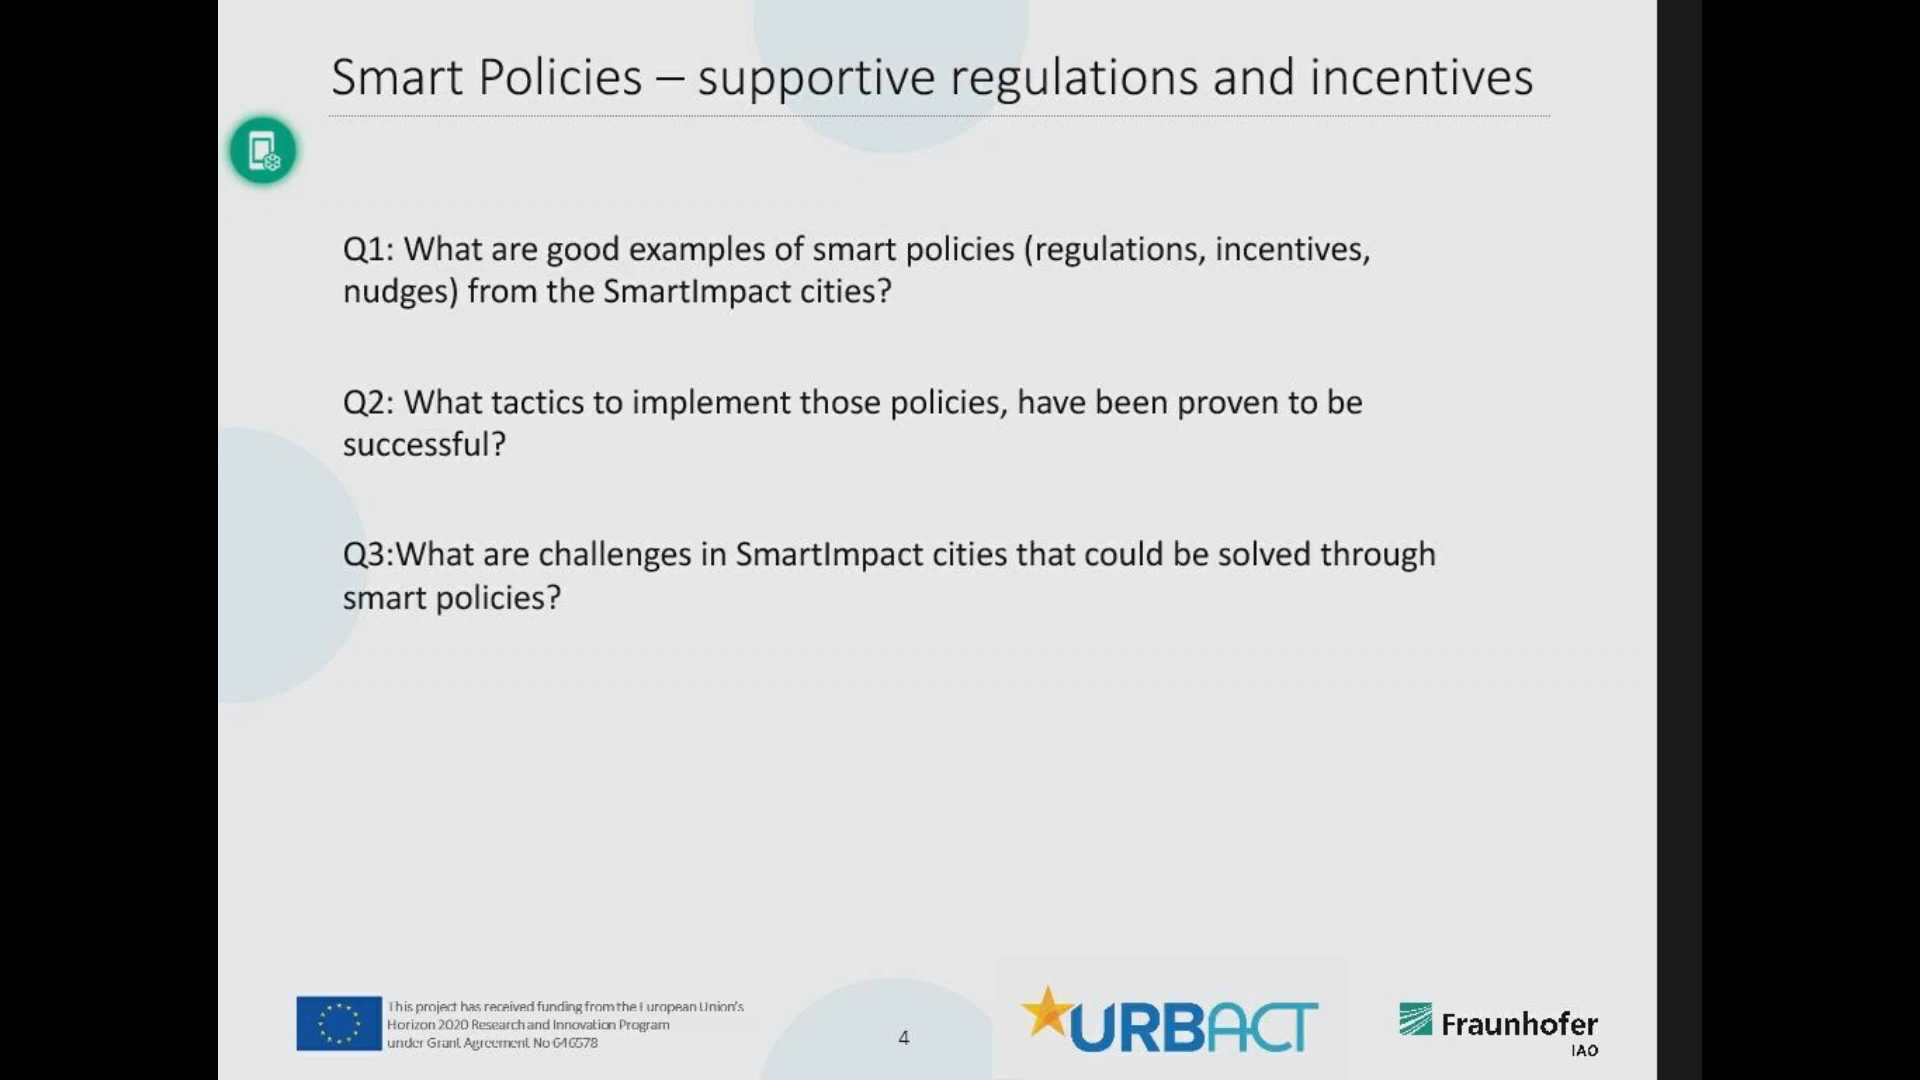 Smart Policies – supportive regulations and incentives
Q1: What are good examples of smart policies (regulations, incentives,
nudges) from the SmartImpact cities?
Q2: What tactics to implement those policies, have been proven to be
successful?
Q3:What are challenges in SmartImpact cities that could be solved through
smart policies?
This project has received funding from the European Union's
Horizon 2020 Research and Innovation Program
under Grant Agreement No 646578
4
URBACT
Fraunhofer
IAO